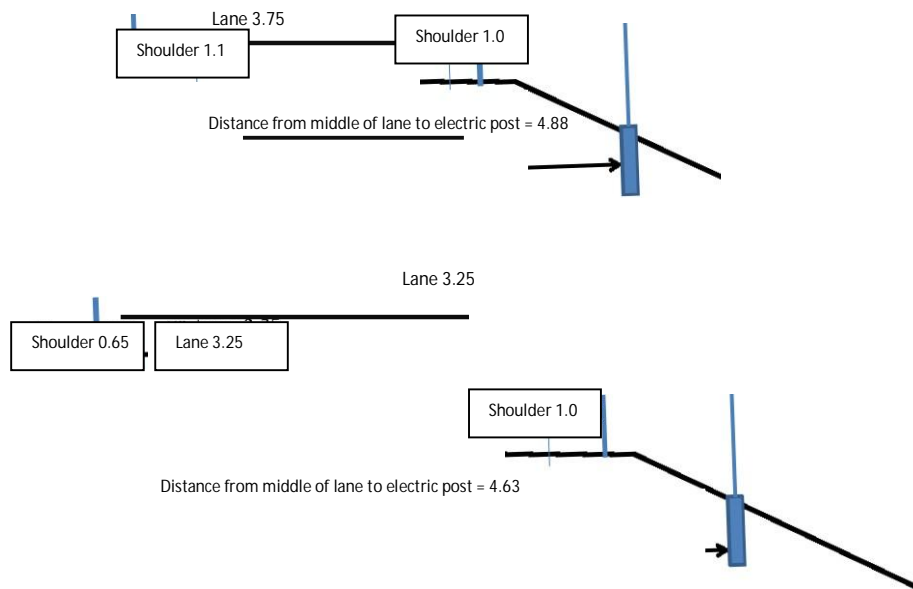 Lane 3.75
Shoulder 1.1
Shoulder 1.0
Distance from middle of lane to electric post = 4.88
Lane 3.25
Shoulder 0.65
Lane 3.25
Shoulder 1.0
Distance from middle of lane to electric post = 4.63